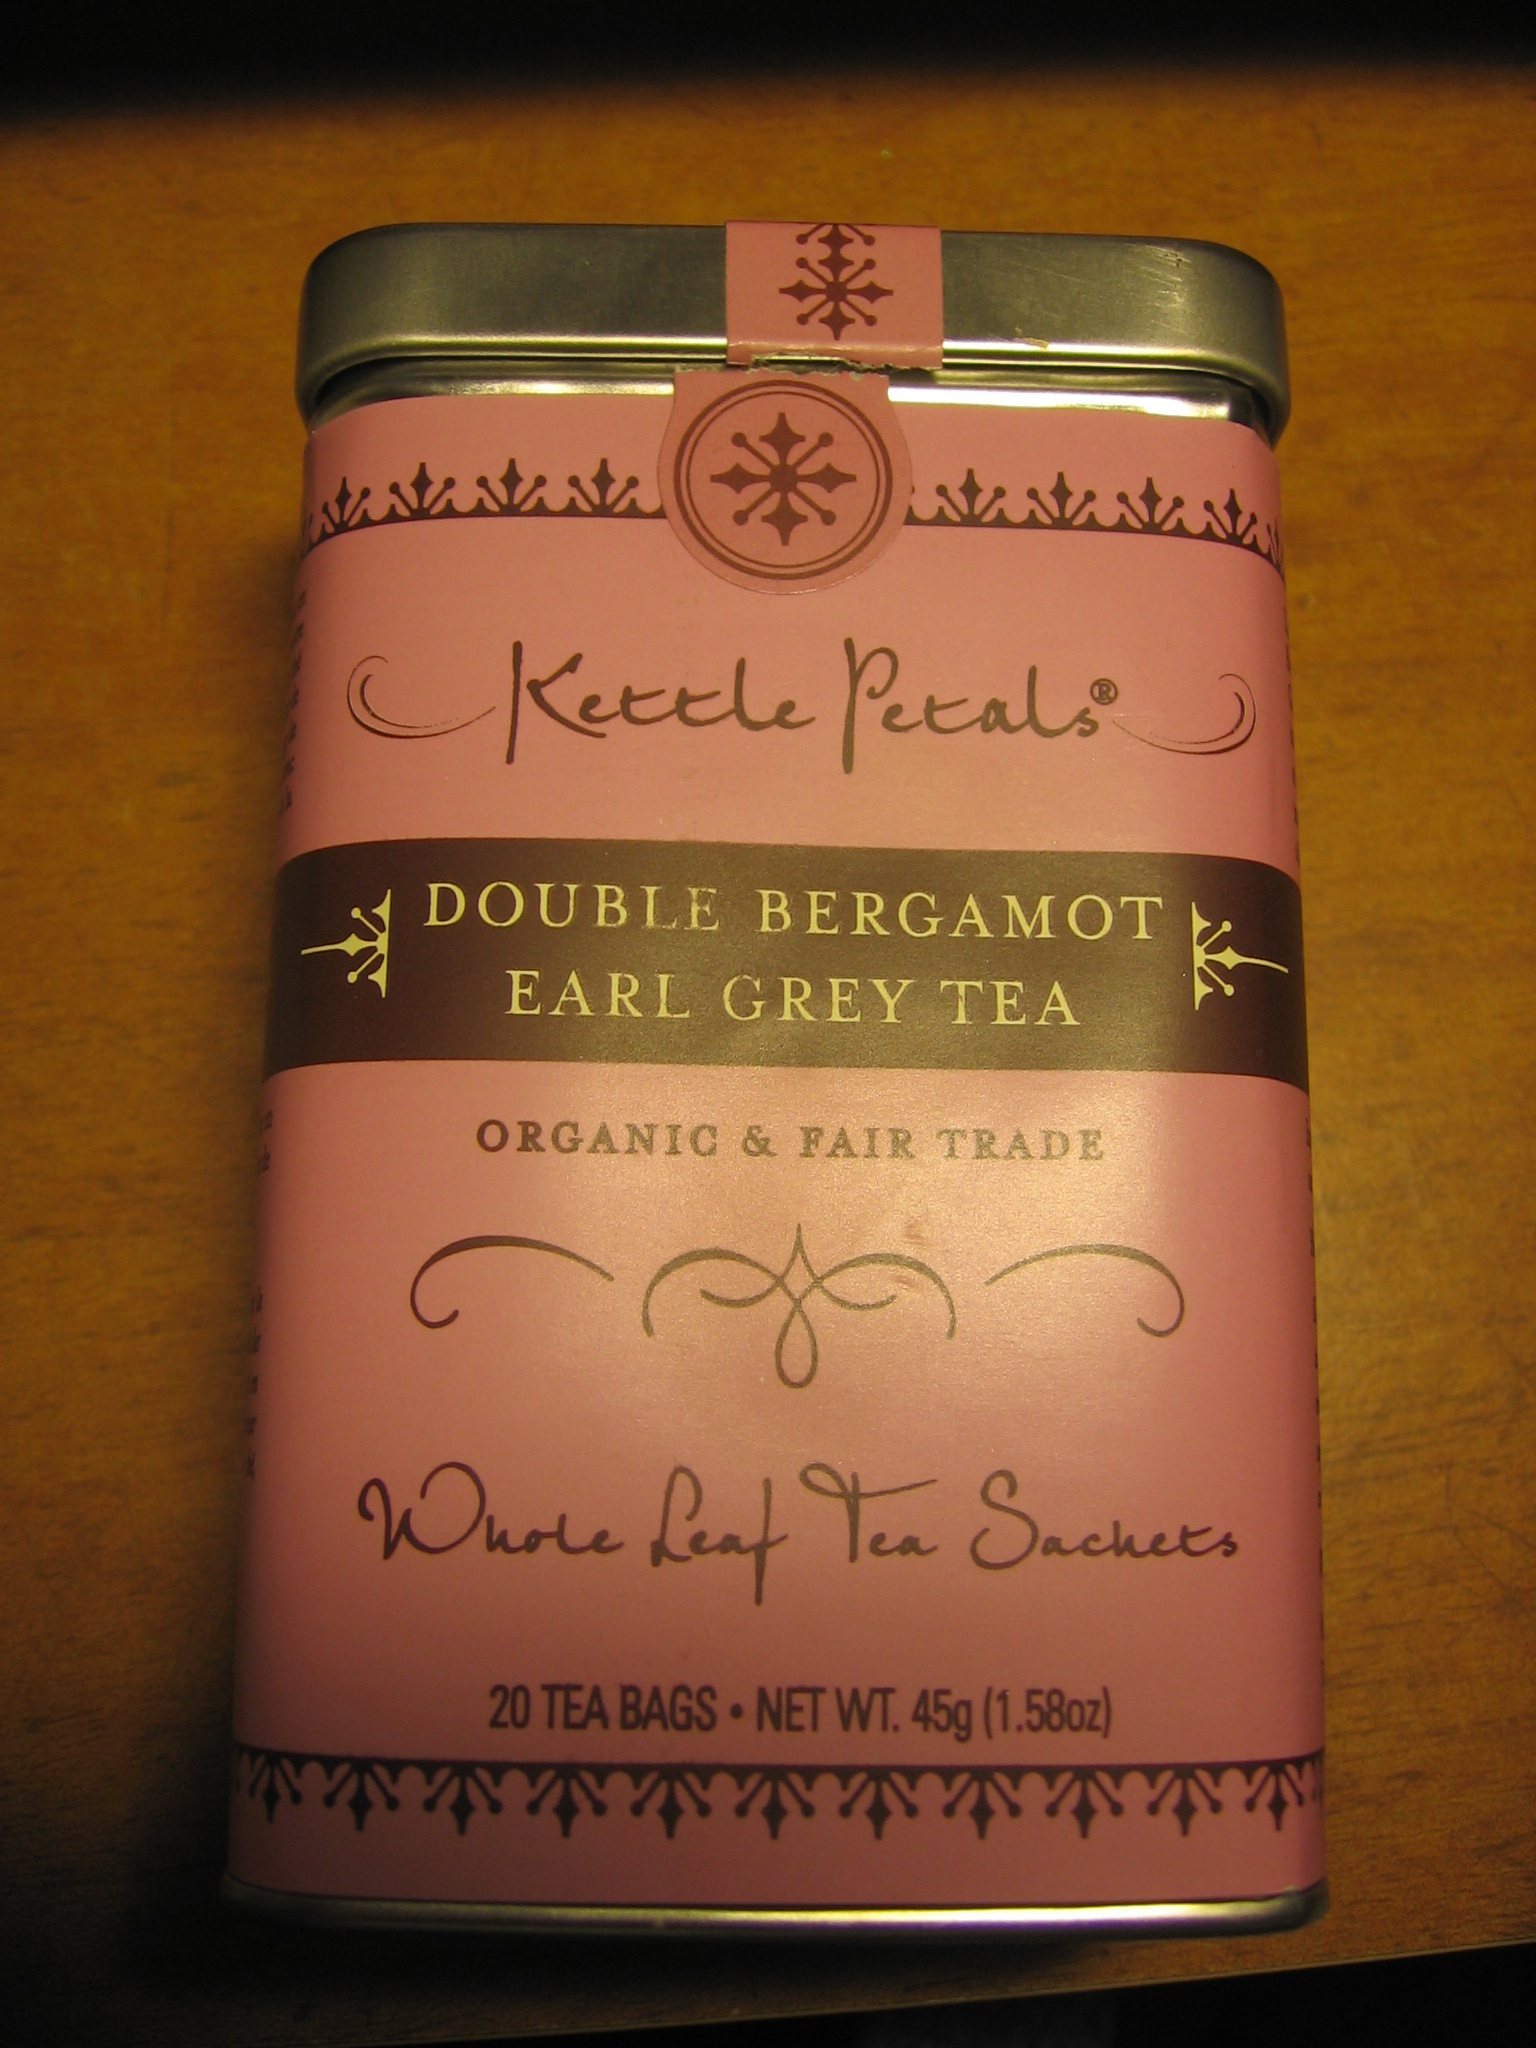 Kettle Petals®
DOUBLE BERGAMOT
EARL GREY TEA
ORGANIC & FAIR TRADE
Whole Leaf Tea Sachets
20 TEA BAGS • NET WT. 45g (1.58oz)